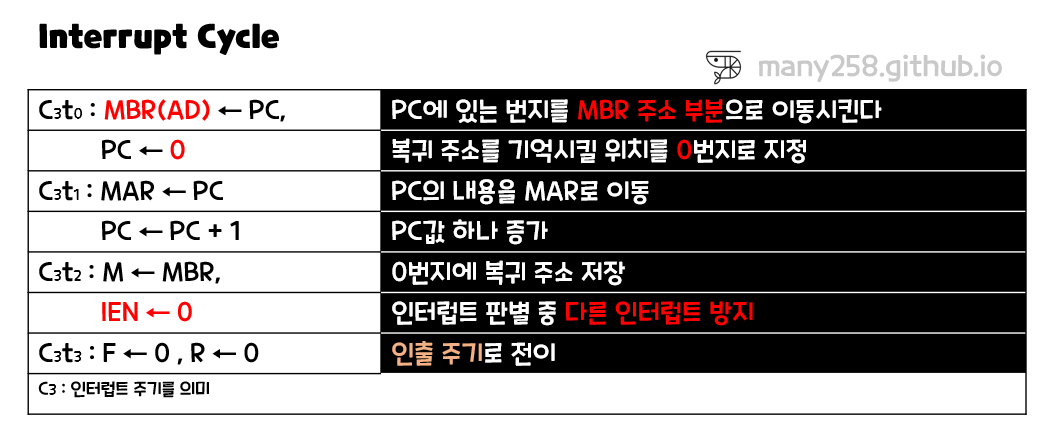 Interrupt Cycle
many258.github.io
C₃t₀ : MBR(AD) ← PC, PC에 있는 번지를 MBR 주소 부분으로 이동시킨다
PC ← 0 복귀 주소를 기억시킬 위치를 0번지로 지정
C₃t₁ : MAR ← PC PC의 내용을 MAR로 이동
PC ← PC + 1 PC값 하나 증가
C₃t₂ : M ← MBR, 0번지에 복귀 주소 저장
IEN ← 0 인터럽트 판별 중 다른 인터럽트 방지
C₃t₃ : F ← 0 , R ← 0 인출 주기로 전이
C3 : 인터럽트 주기를 의미